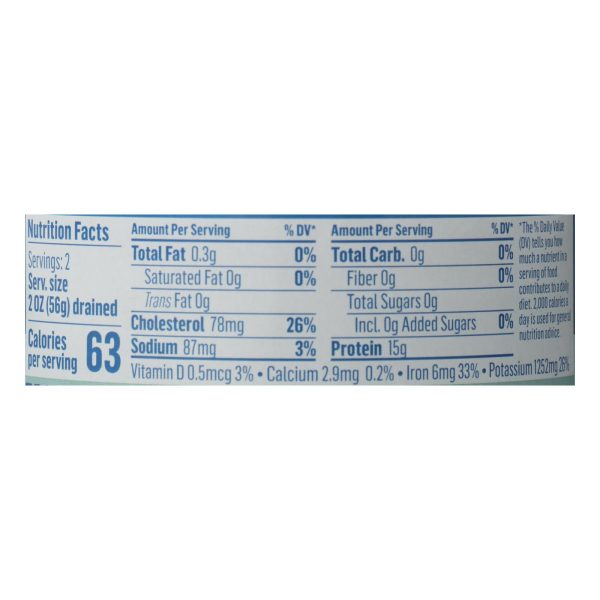 Nutrition Facts
Servings: 2
Serv. size
2 OZ (56g) drained
Calories
per serving 63
Amount Per Serving % DV*
Total Fat 0.3g 0%
Saturated Fat 0g 0%
Trans Fat 0g
Cholesterol 78mg 26%
Sodium 87mg 3%
Amount Per Serving % DV*
Total Carb. 0g 0%
Fiber 0g 0%
Total Sugars 0g
Incl. 0g Added Sugars 0%
Protein 15g
Vitamin D 0.5mcg 3% • Calcium 2.9mg 0.2% • Iron 6mg 33% • Potassium 1252mg 26%
*The % Daily Value
(DV) tells you how
much a nutrient in a
serving of food
contributes to a daily
diet. 2,000 calories a
day is used for general
nutrition advice.